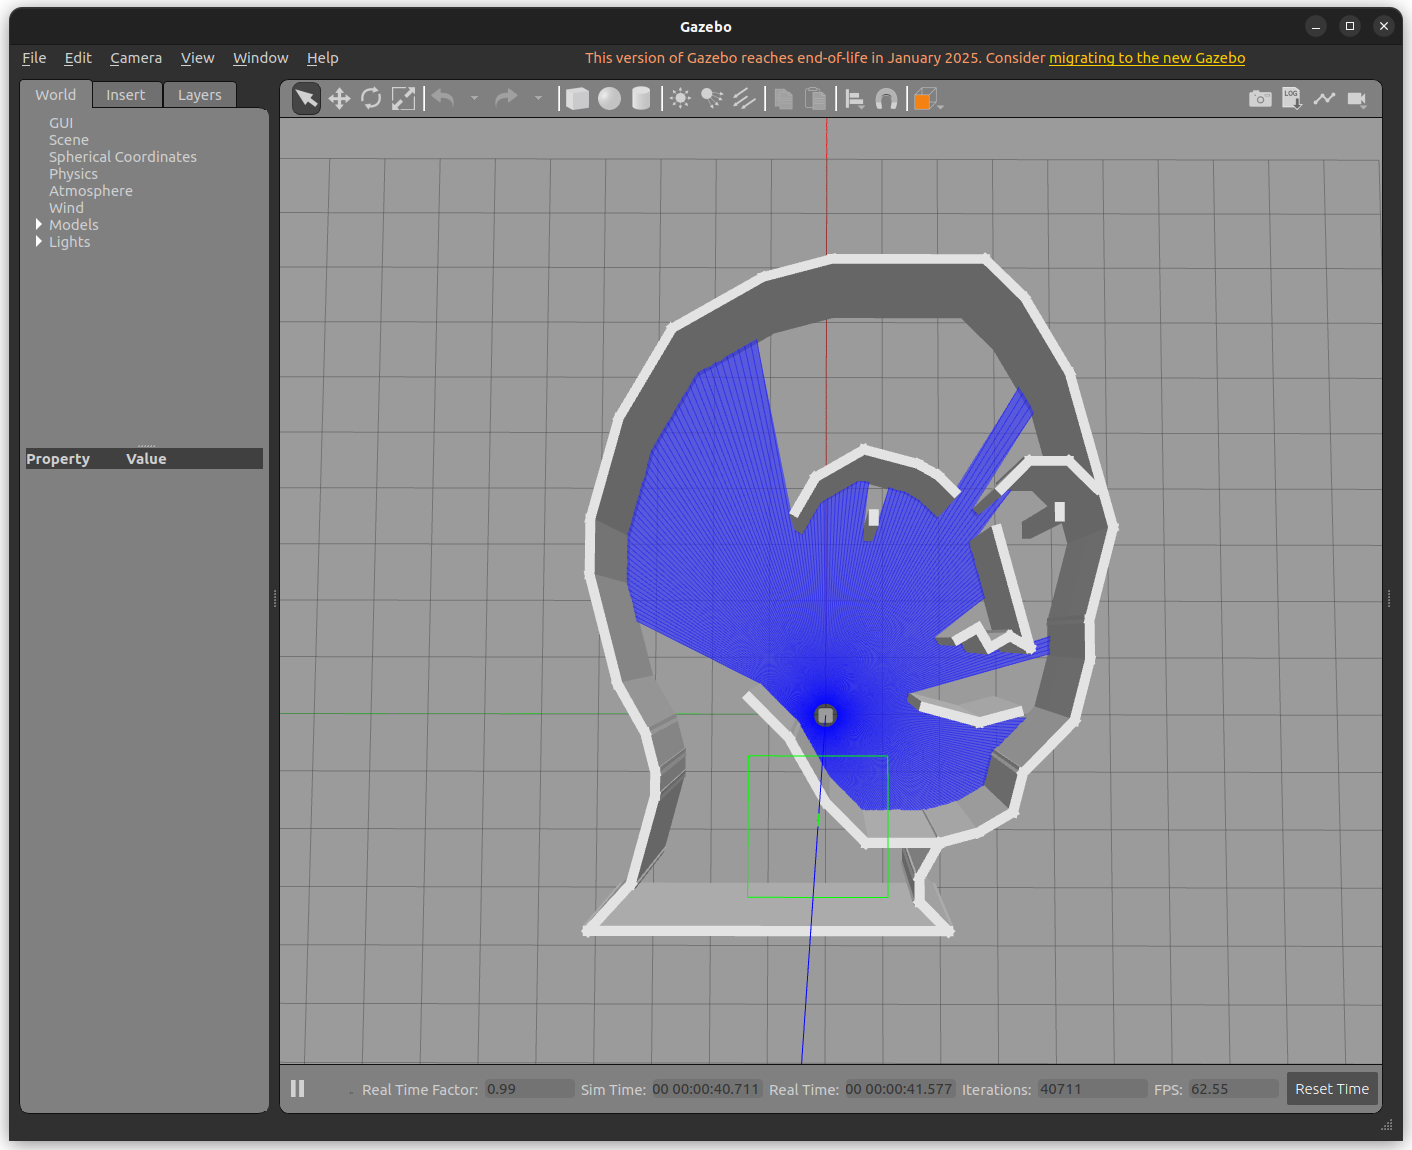 Gazebo
File Edit Camera View Window Help This version of Gazebo reaches end-of-life in January 2025. Consider migrating to the new Gazebo
World Insert Layers
LOG
GUI
Scene
Spherical Coordinates
Physics
Atmosphere
Wind
Models
Lights
Property Value
Real Time Factor: 0.99 Sim Time: 00 00:00:40.711 Real Time: 00 00:00:41.577 Iterations: 40711 FPS: 62.55 Reset Time